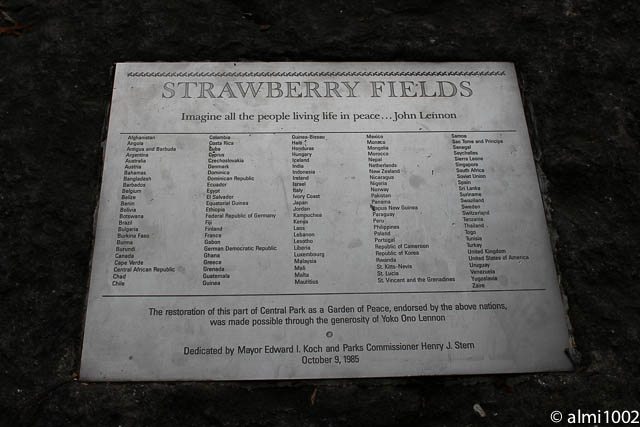 STRAWBERRY FIELDS
Imagine all the people living life in peace... John Lennon
Afghanistan
Angola
Antigua and Barbuda
Argentina
Australia
Austria
Bahamas
Bangladesh
Barbados
Belgium
Belize
Benin
Bolivia
Botswana
Brazil
Bulgaria
Burkina Faso
Burma
Burundi
Canada
Cape Verde
Central African Republic
Chad
Chile
Colombia
Costa Rica
Cuba
Cyprus
Czechoslovakia
Denmark
Dominica
Dominican Republic
Ecuador
Egypt
El Salvador
Equatorial Guinea
Ethiopia
Federal Republic of Germany
Fiji
Finland
France
Gabon
German Democratic Republic
Ghana
Greece
Grenada
Guatemala
Guinea
Guinea-Bissau
Haiti
Honduras
Hungary
Iceland
India
Indonesia
Ireland
Israel
Italy
Ivory Coast
Japan
Jordan
Kampuchea
Kenya
Laos
Lebanon
Lesotho
Liberia
Luxembourg
Malaysia
Mali
Malta
Mauritius
Mexico
Monaco
Mongolia
Morocco
Nepal
Netherlands
New Zealand
Nicaragua
Nigeria
Norway
Pakistan
Panama
Papua New Guinea
Paraguay
Peru
Philippines
Poland
Portugal
Republic of Cameroon
Republic of Korea
Rwanda
St. Kitts-Nevis
St. Lucia
St. Vincent and the Grenadines
Samoa
Sao Tome and Principe
Senegal
Seychelles
Sierra Leone
Singapore
South Africa
Soviet Union
Spain
Sri Lanka
Suriname
Swaziland
Sweden
Switzerland
Tanzania
Thailand
Togo
Tunisia
Turkey
United Kingdom
United States of America
Uruguay
Venezuela
Yugoslavia
Zaire
The restoration of this part of Central Park as a Garden of Peace, endorsed by the above nations,
was made possible through the generosity of Yoko Ono Lennon
Dedicated by Mayor Edward I. Koch and Parks Commissioner Henry J. Stern
October 9, 1985
© almi1002